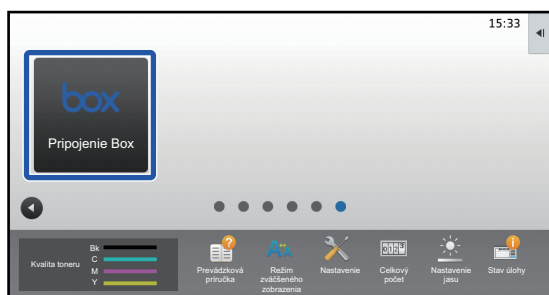 15:33
box
Pripojenie Box
Kvalita toneru
Bk
C
M
Y
Prevádzková
príručka
Režim
zväčšeného
zobrazenia
Nastavenie
Celkový
počet
Nastavenie
jasu
Stav úlohy